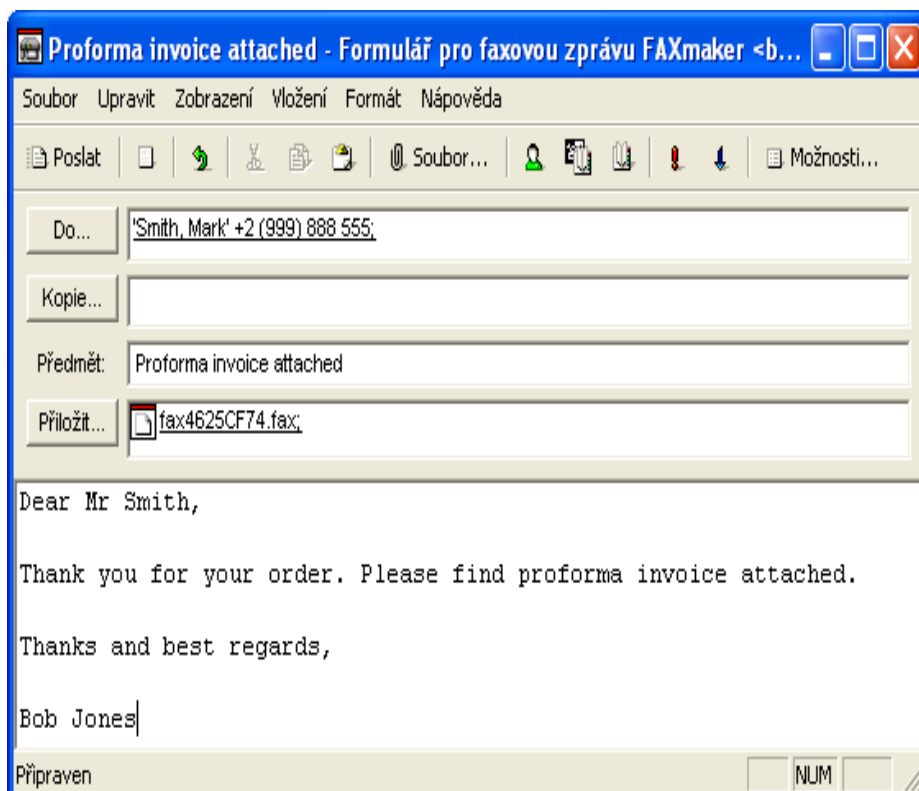 Proforma invoice attached - Formulář pro faxovou zprávu FAXmaker <b...
Soubor Upravit Zobrazení Vložení Formát Nápověda
Poslat Soubor... Možnosti...
Do... 'Smith, Mark' +2 (999) 888 555;
Kopie...
Předmět: Proforma invoice attached
Přiložit... fax4625CF74.fax;
Dear Mr Smith,
Thank you for your order. Please find proforma invoice attached.
Thanks and best regards,
Bob Jones
Připraven NUM